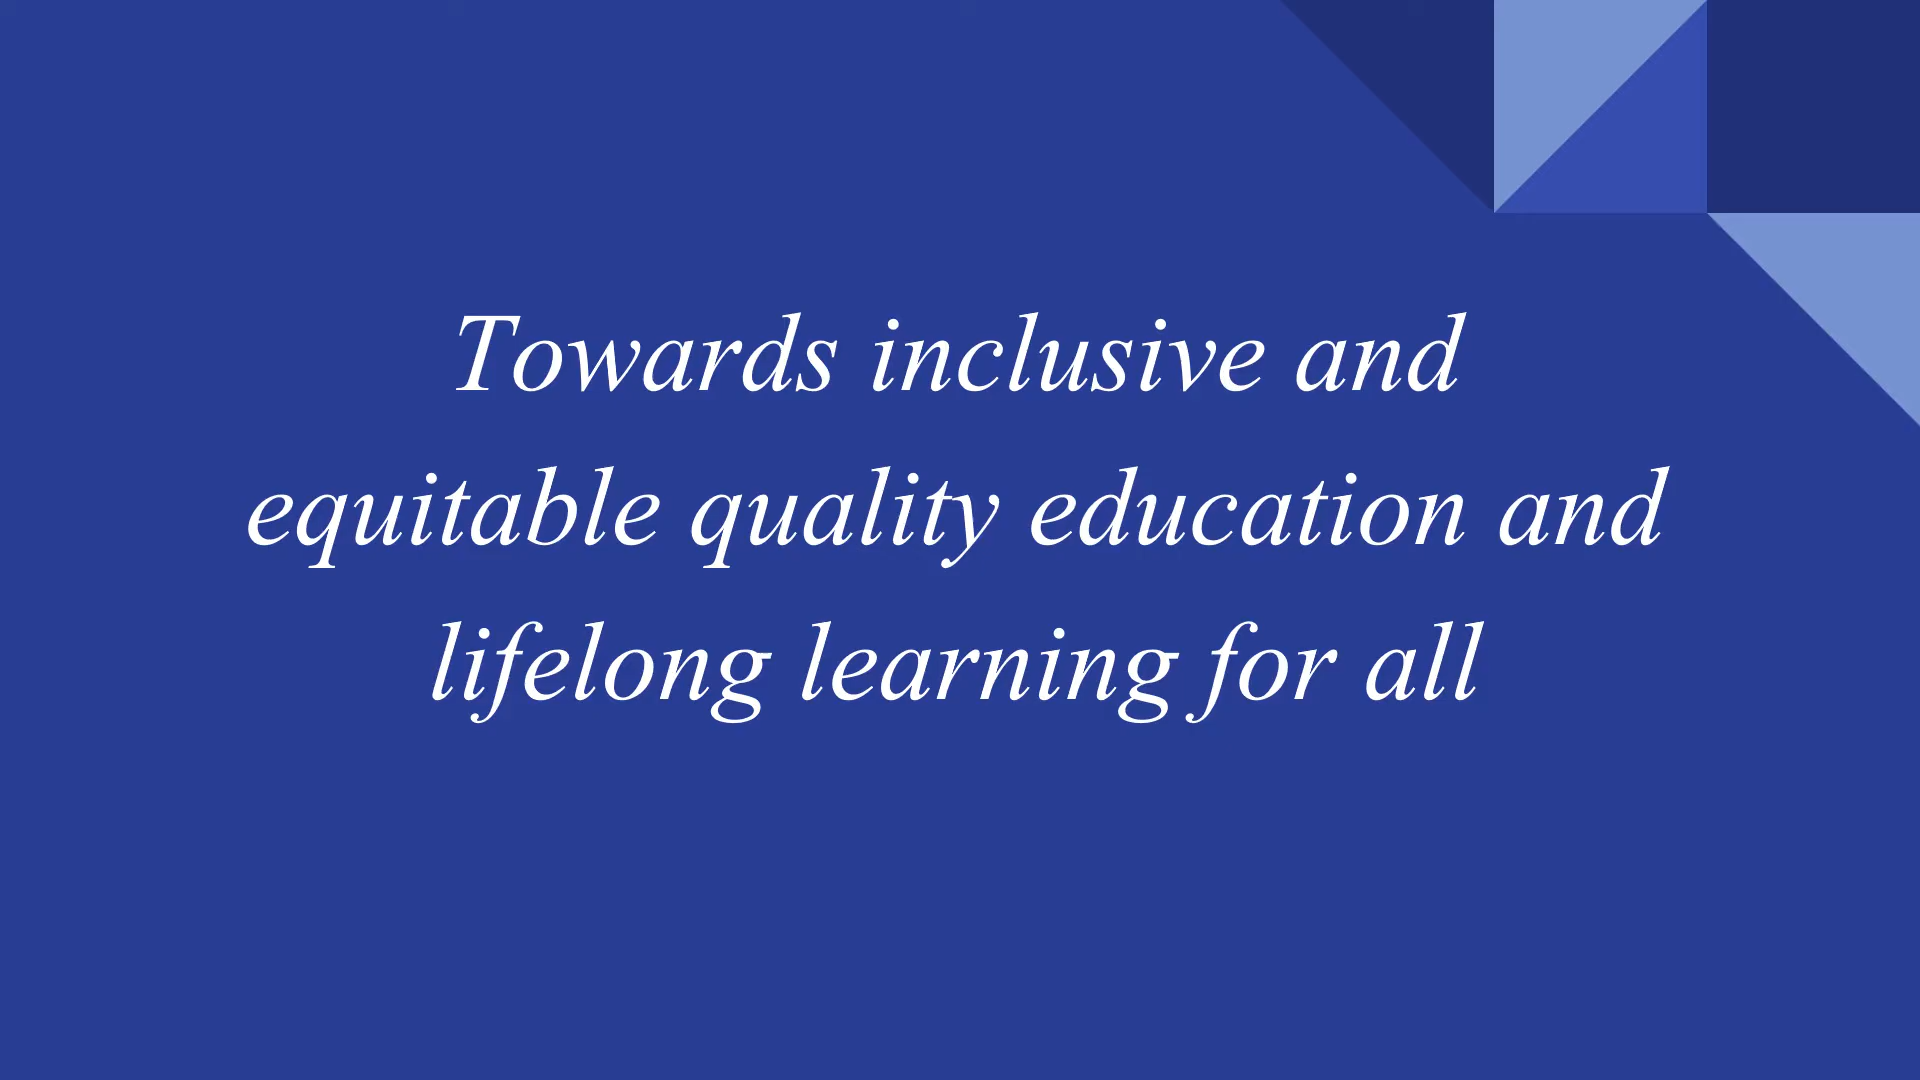 Towards inclusive and
equitable quality education and
lifelong learning for all